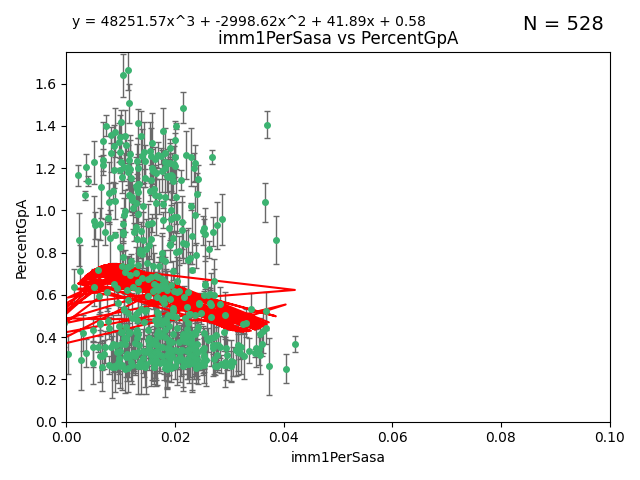 y = 48251.57x^3 + -2998.62x^2 + 41.89x + 0.58
N = 528
imm1PerSasa vs PercentGpA
PercentGpA
1.6
1.4
1.2
1.0
0.8
0.6
0.4
0.2
0.0
0.00 0.02 0.04 0.06 0.08 0.10
imm1PerSasa